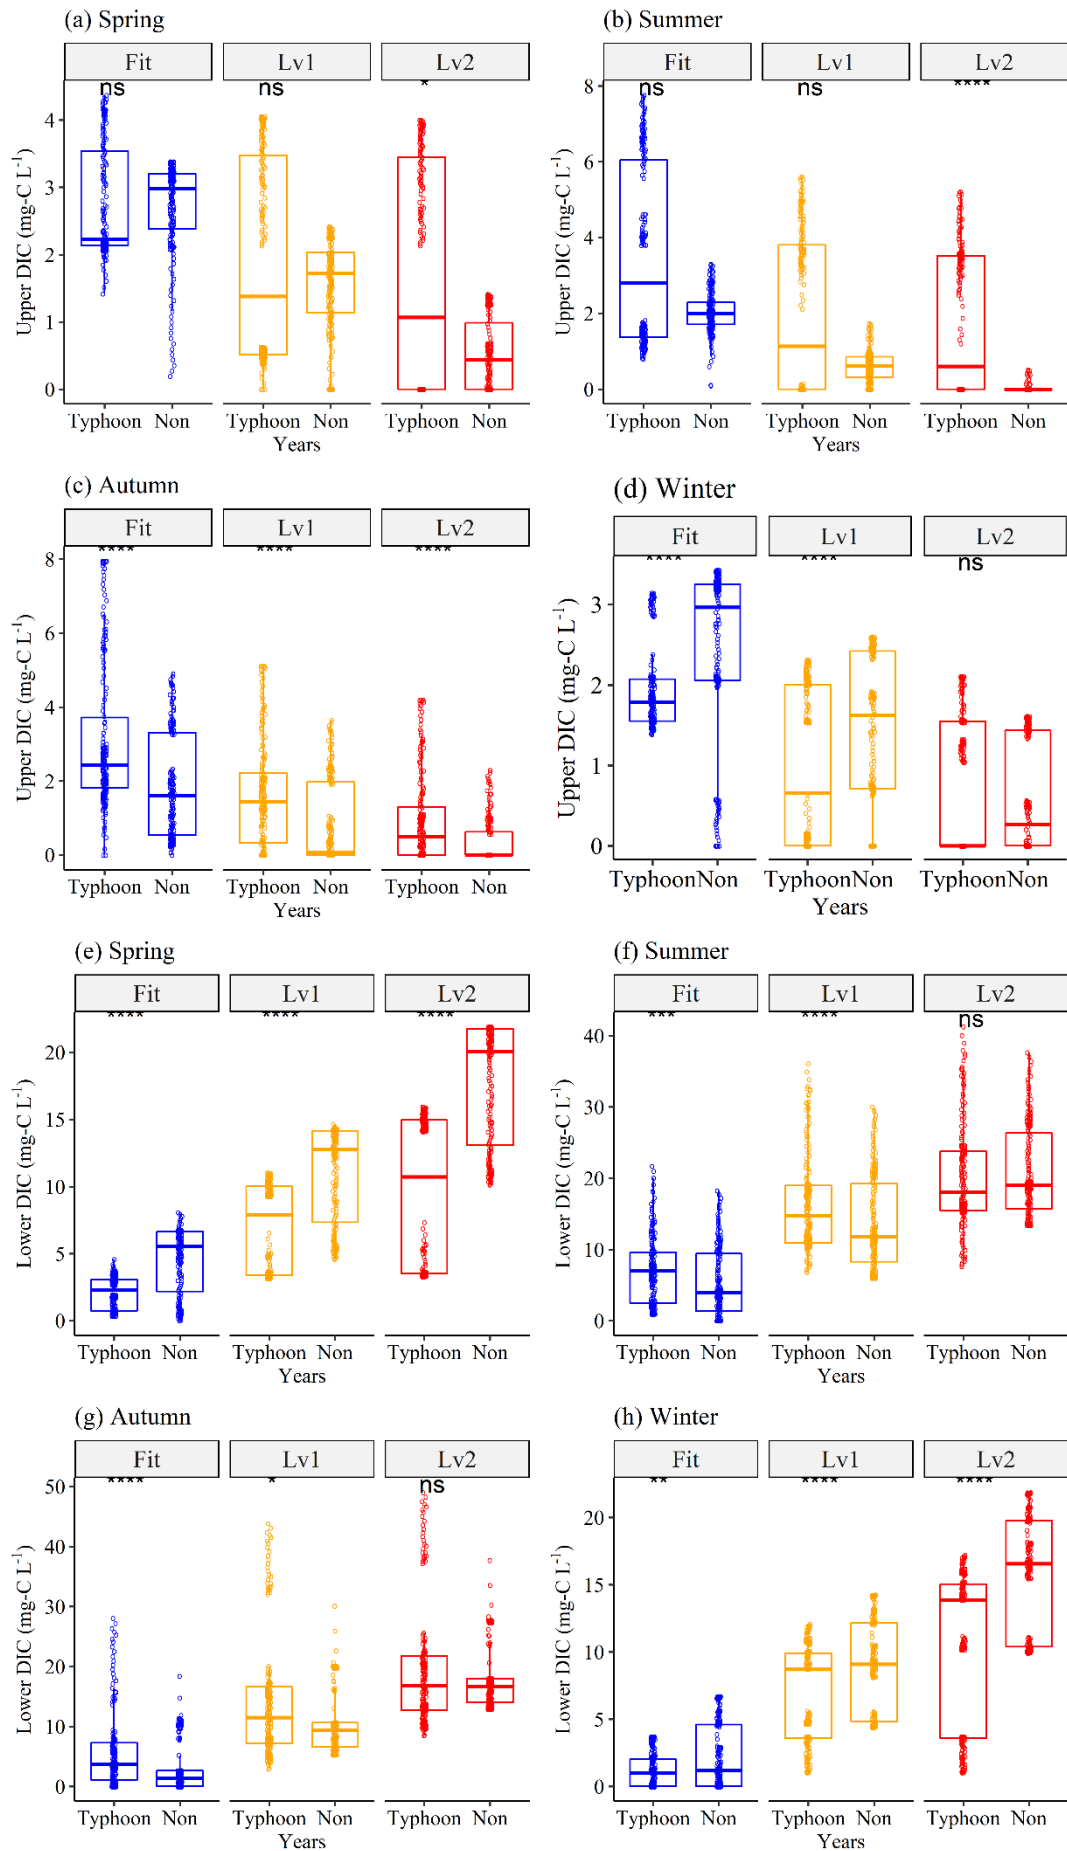 (a) Spring
Fit Lv1 Lv2
ns ns *
Upper DIC (mg-C L⁻¹)
4
3
2
1
0
Typhoon Non Typhoon Non Typhoon Non
Years
(b) Summer
Fit Lv1 Lv2
ns ns ****
Upper DIC (mg-C L⁻¹)
8
6
4
2
0
Typhoon Non Typhoon Non Typhoon Non
Years
(c) Autumn
Fit Lv1 Lv2
**** **** ****
Upper DIC (mg-C L⁻¹)
8
6
4
2
0
Typhoon Non Typhoon Non Typhoon Non
Years
(d) Winter
Fit Lv1 Lv2
**** **** ns
Upper DIC (mg-C L⁻¹)
3
2
1
0
Typhoon Non Typhoon Non Typhoon Non
Years
(e) Spring
Fit Lv1 Lv2
**** **** ****
Lower DIC (mg-C L⁻¹)
20
15
10
5
0
Typhoon Non Typhoon Non Typhoon Non
Years
(f) Summer
Fit Lv1 Lv2
*** **** ns
Lower DIC (mg-C L⁻¹)
40
30
20
10
0
Typhoon Non Typhoon Non Typhoon Non
Years
(g) Autumn
Fit Lv1 Lv2
**** * ns
Lower DIC (mg-C L⁻¹)
50
40
30
20
10
0
Typhoon Non Typhoon Non Typhoon Non
Years
(h) Winter
Fit Lv1 Lv2
** **** ****
Lower DIC (mg-C L⁻¹)
20
15
10
5
0
Typhoon Non Typhoon Non Typhoon Non
Years